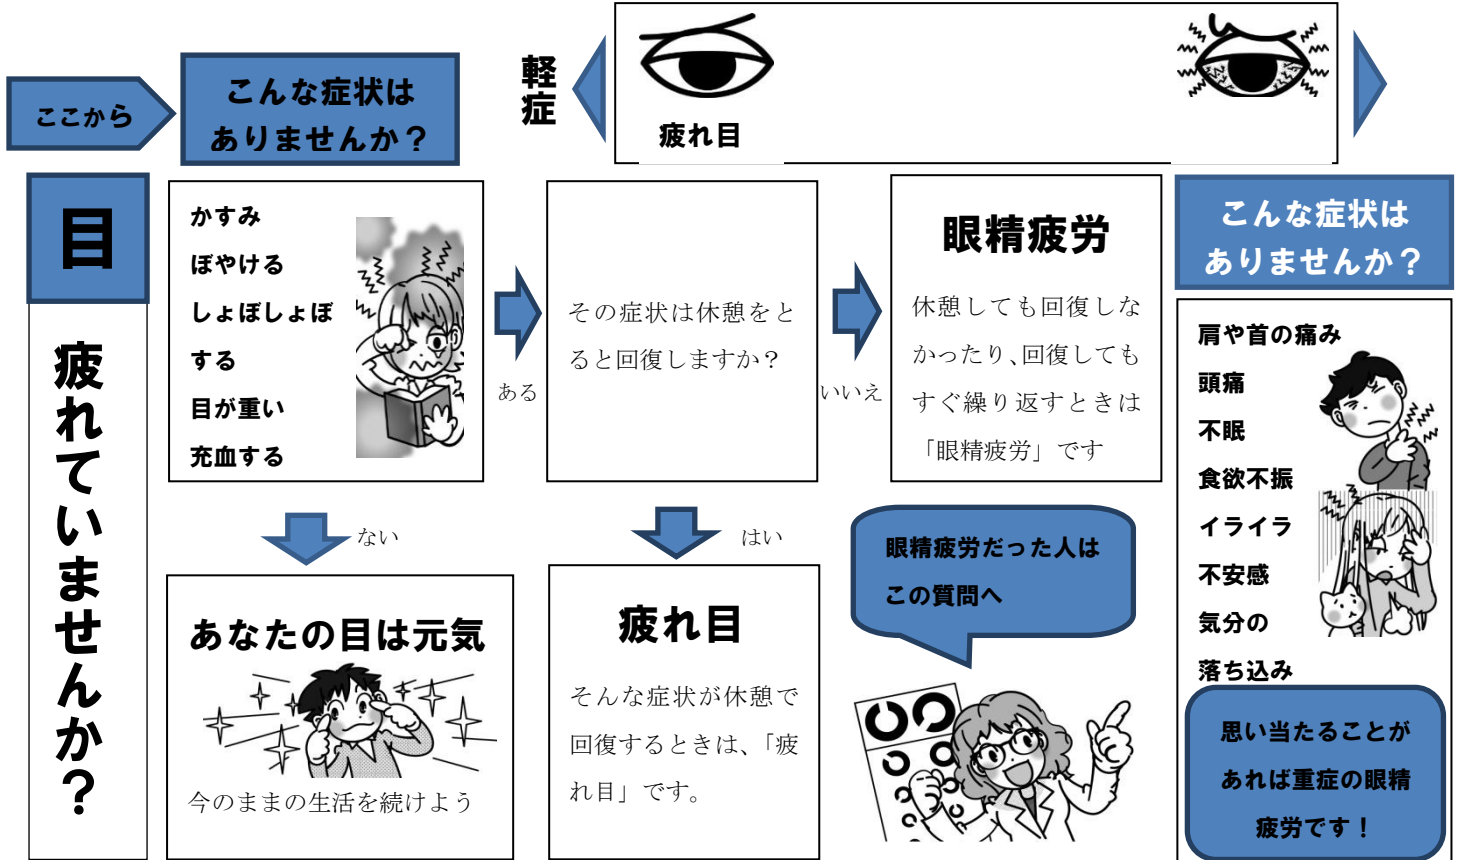 ここから
こんな症状は
ありませんか？
軽症
疲れ目
目
疲れていませんか？
かすみ
ぼやける
しょぼしょぼ
する
目が重い
充血する
ある
ない
その症状は休憩をと
ると回復しますか？
いいえ
はい
眼精疲労
休憩しても回復しな
かったり、回復しても
すぐ繰り返すときは
「眼精疲労」です
あなたの目は元気
今のままの生活を続けよう
疲れ目
そんな症状が休憩で
回復するときは、「疲
れ目」です。
眼精疲労だった人は
この質問へ
こんな症状は
ありませんか？
肩や首の痛み
頭痛
不眠
食欲不振
イライラ
不安感
気分の
落ち込み
思い当たることが
あれば重症の眼精
疲労です！